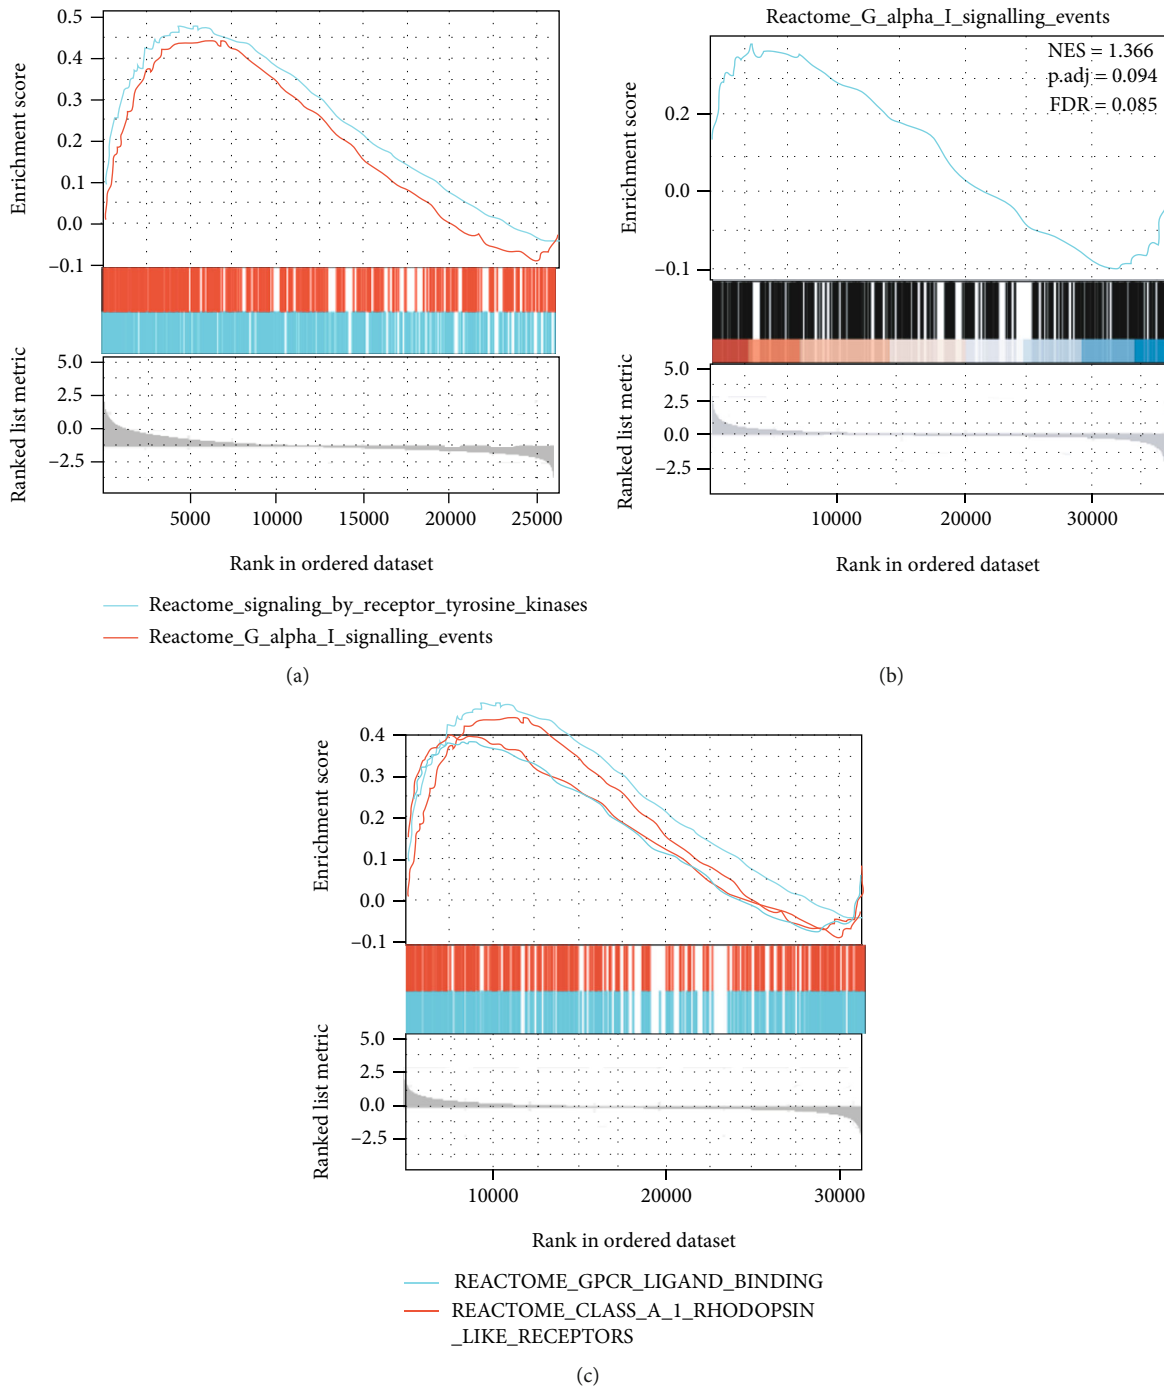 0.5
0.4
0.3
0.2
0.1
0.0
–0.1
Enrichment score
5.0
2.5
0.0
–2.5
Ranked list metric
5000
10000
15000
20000
25000
Rank in ordered dataset
Reactome_signaling_by_receptor_tyrosine_kinases
Reactome_G_alpha_I_signalling_events
(a)
Reactome_G_alpha_I_signalling_events
NES = 1.366
p.adj = 0.094
FDR = 0.085
0.2
0.0
–0.1
Enrichment score
5.0
2.5
0.0
–2.5
Ranked list metric
10000
20000
30000
Rank in ordered dataset
(b)
0.4
0.3
0.2
0.1
0.0
–0.1
Enrichment score
5.0
2.5
0.0
–2.5
Ranked list metric
10000
20000
30000
Rank in ordered dataset
REACTOME_GPCR_LIGAND_BINDING
REACTOME_CLASS_A_1_RHODOPSIN
_LIKE_RECEPTORS
(c)